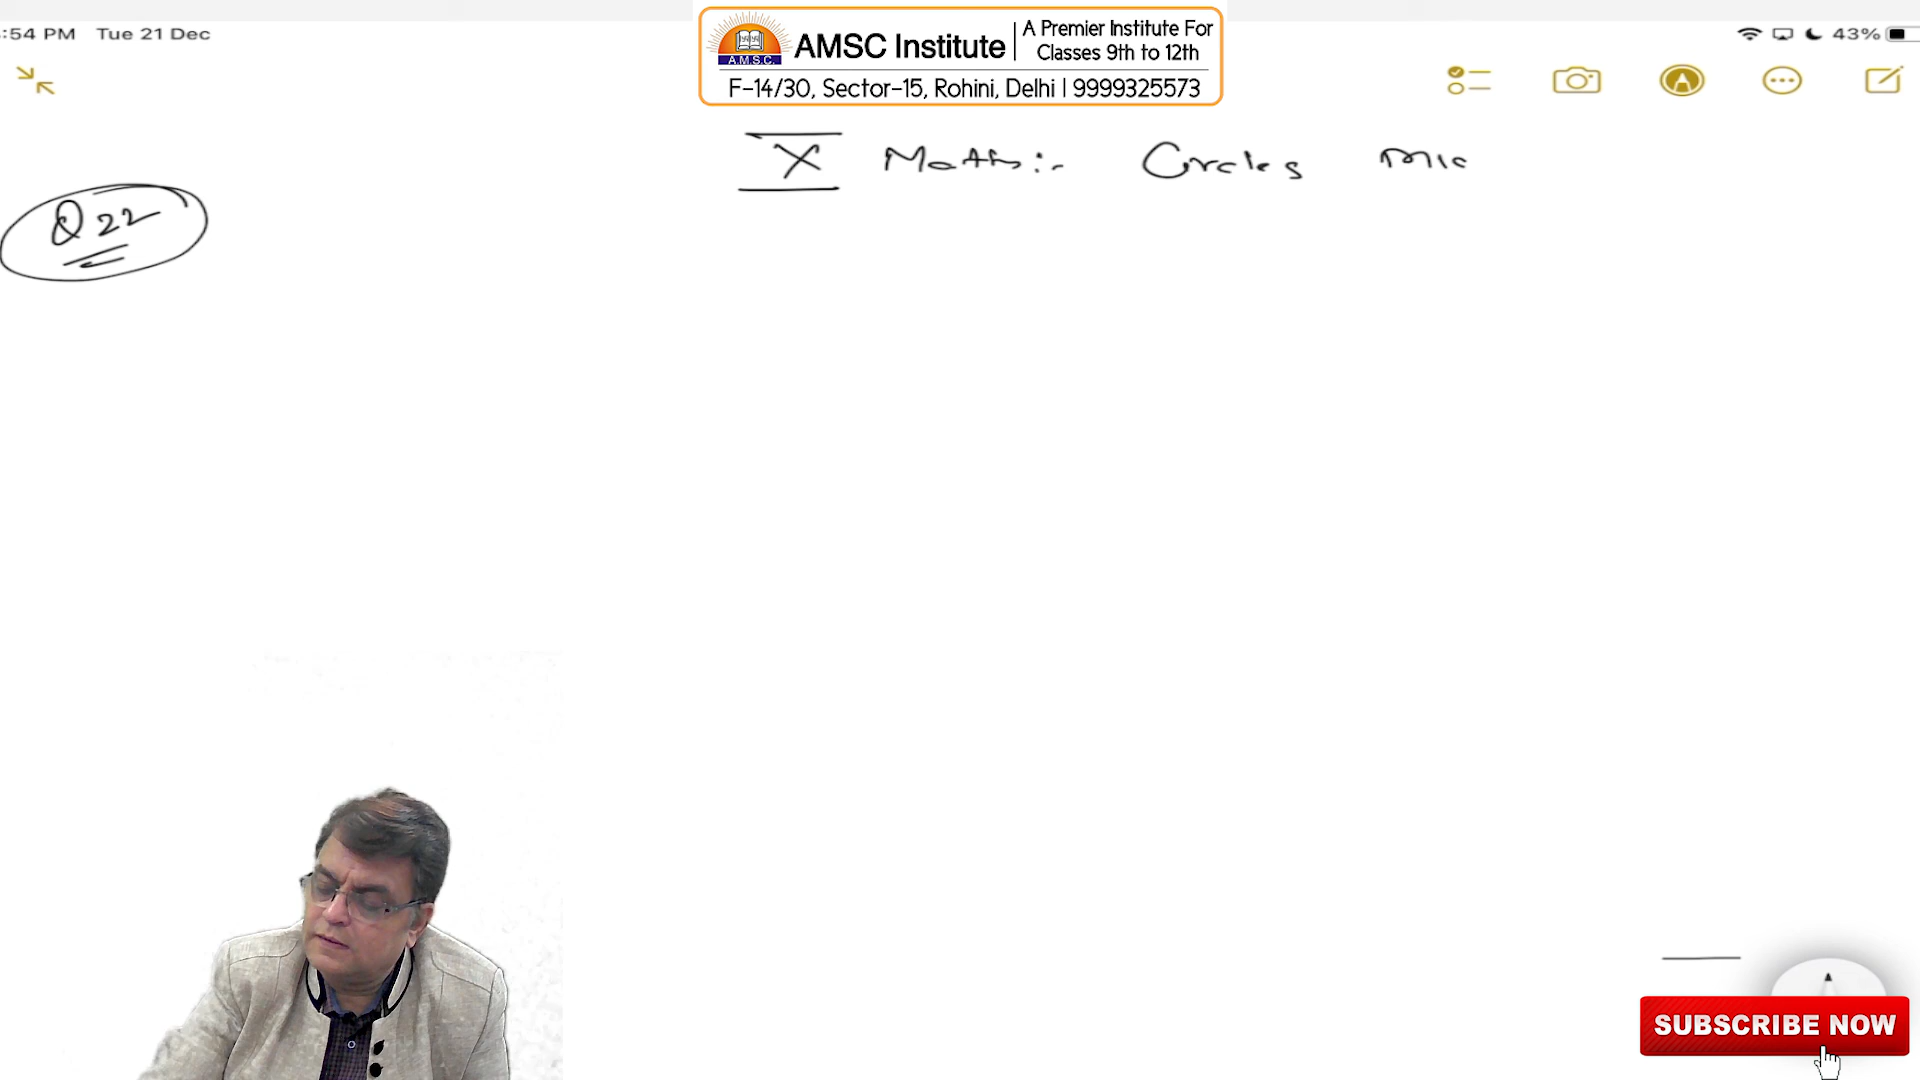 :54 PM Tue 21 Dec
43%
A.M.S.C.
AMSC Institute
A Premier Institute For
Classes 9th to 12th
F-14/30, Sector-15, Rohini, Delhi | 9999325573
X Maths:- Circles
Q22
SUBSCRIBE NOW